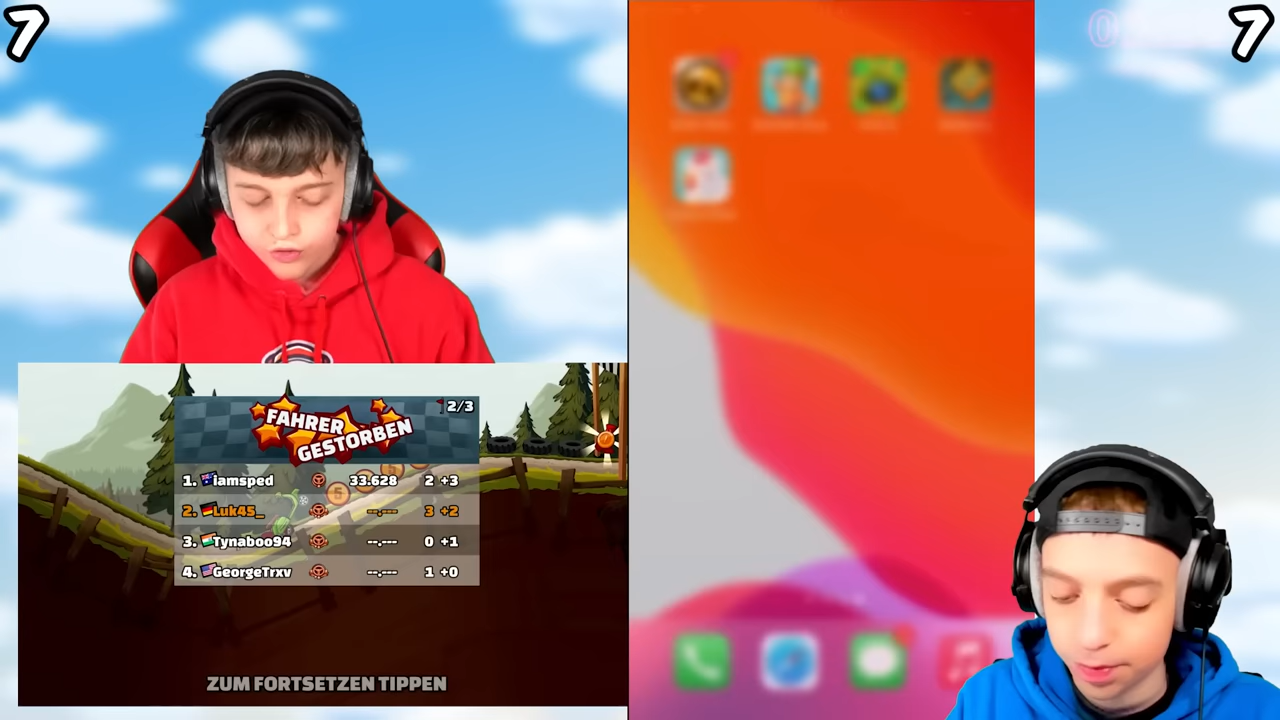 7
7
FAHRER
GESTORBEN
2/3
1. iamsped 33.628 2 +3
2. Luk45_ --.--- 3 +2
3. Tynaboo94 --.--- 0 +1
4. GeorgeTrxv --.--- 1 +0
5
ZUM FORTSETZEN TIPPEN